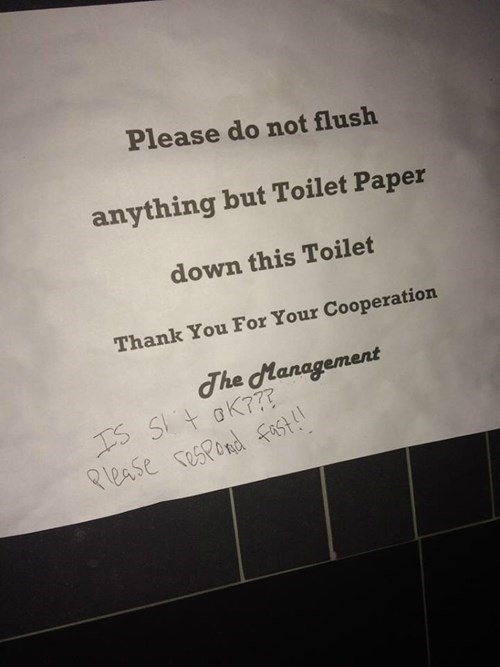 Please do not flush
anything but Toilet Paper
down this Toilet
Thank You For Your Cooperation
The Management
IS ok???
Please respond fast!!